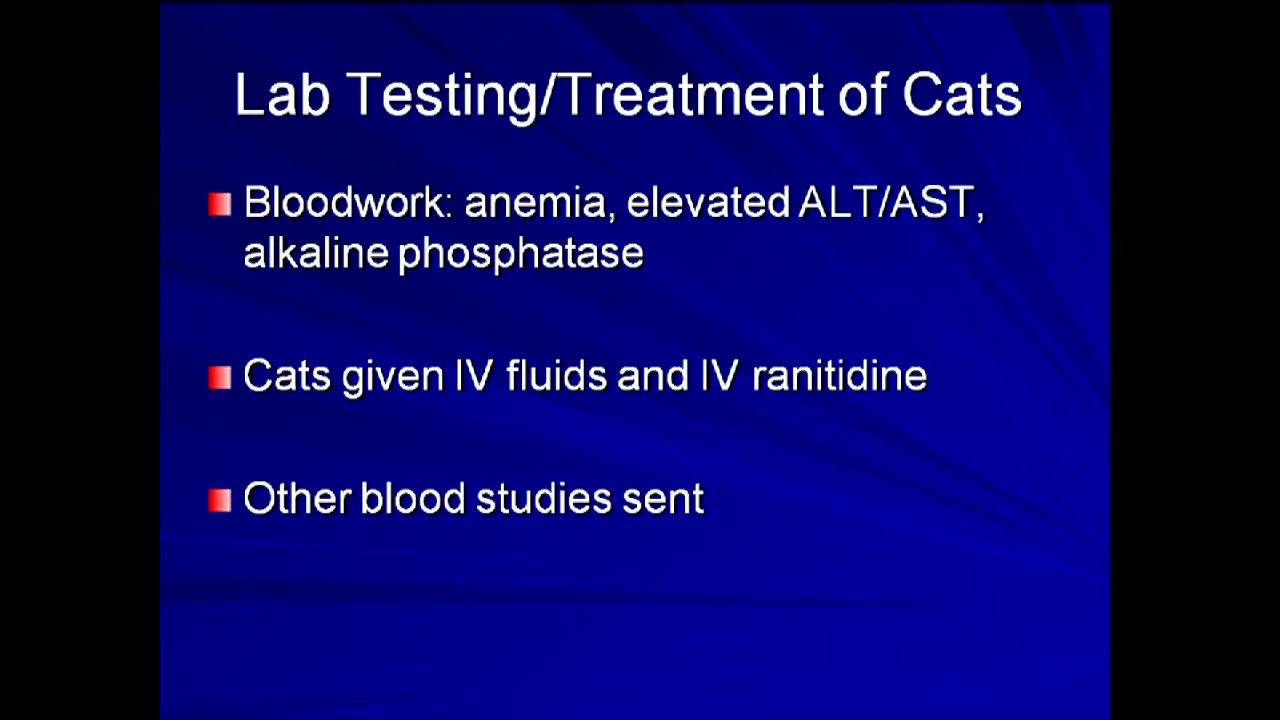 Lab Testing/Treatment of Cats
Bloodwork: anemia, elevated ALT/AST,
alkaline phosphatase
Cats given IV fluids and IV ranitidine
Other blood studies sent